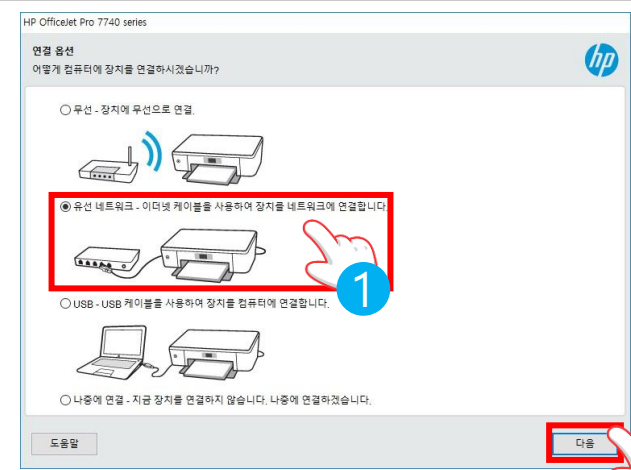 HP OfficeJet Pro 7740 series
연결 옵션
어떻게 컴퓨터에 장치를 연결하시겠습니까?
hp
무선 - 장치에 무선으로 연결.
유선 네트워크 - 이더넷 케이블을 사용하여 장치를 네트워크에 연결합니다.
1
USB - USB 케이블을 사용하여 장치를 컴퓨터에 연결합니다.
나중에 연결 - 지금 장치를 연결하지 않습니다. 나중에 연결하겠습니다.
도움말
다음